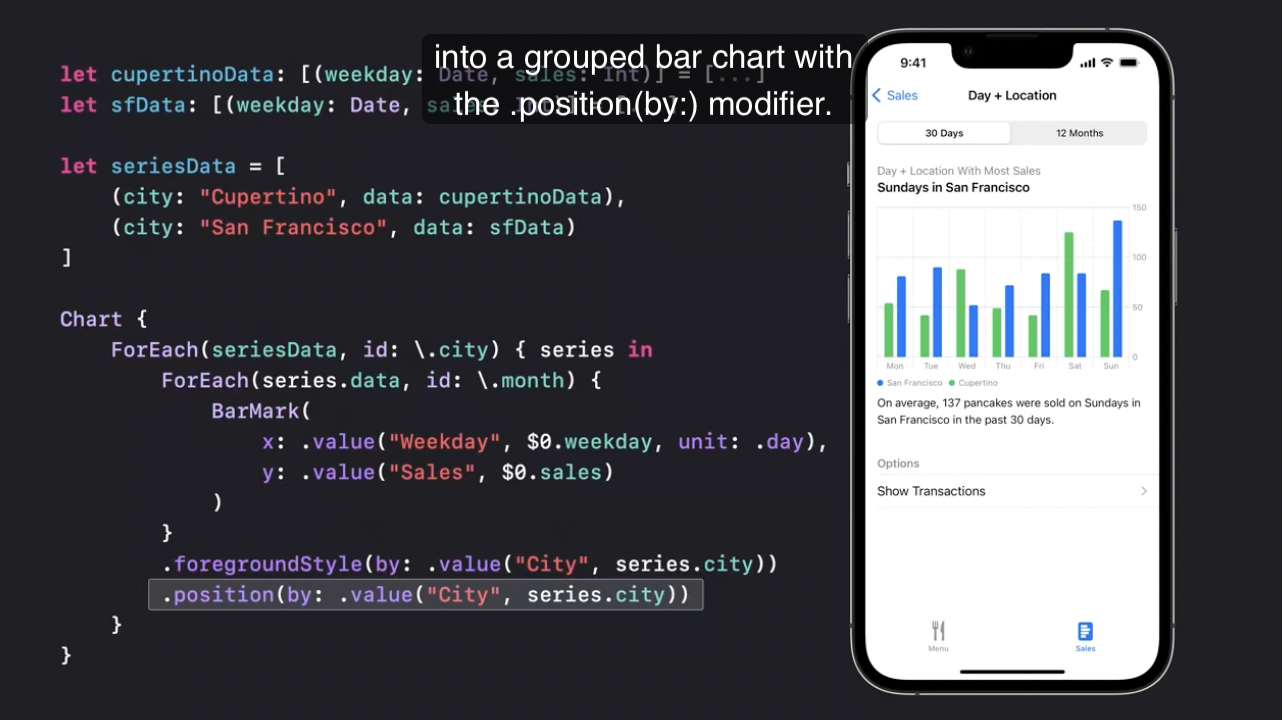 into a grouped bar chart with
the .position(by:) modifier.
let cupertinoData: [(weekday: Date, sales: Int)] = [...]
let sfData: [(weekday: Date, sales
let seriesData = [
(city: "Cupertino", data: cupertinoData),
(city: "San Francisco", data: sfData)
]
Chart {
ForEach(seriesData, id: \.city) { series in
ForEach(series.data, id: \.month) {
BarMark(
x: .value("Weekday", $0.weekday, unit: .day),
y: .value("Sales", $0.sales)
)
}
.foregroundStyle(by: .value("City", series.city))
.position(by: .value("City", series.city))
}
}
9:41
Sales
Day + Location
30 Days
12 Months
Day + Location With Most Sales
Sundays in San Francisco
150
100
50
0
Mon Tue Wed Thu Fri Sat Sun
San Francisco Cupertino
On average, 137 pancakes were sold on Sundays in
San Francisco in the past 30 days.
Options
Show Transactions
Menu
Sales